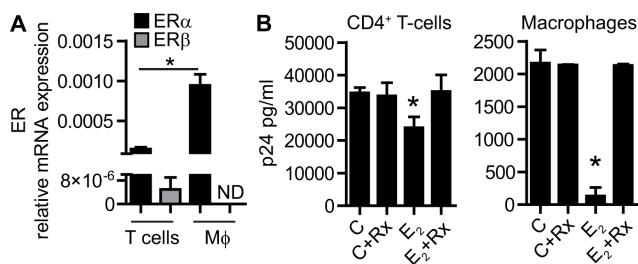 A
ERα
ERβ
ER
relative mRNA expression
0.0015
0.0010
0.0005
8×10⁻⁶
0
*
ND
T cells
Mϕ
B
CD4⁺ T-cells
p24 pg/ml
50000
40000
30000
20000
10000
0
*
C
C+Rx
E₂
E₂+Rx
Macrophages
2500
2000
1500
1000
500
0
*
C
C+Rx
E₂
E₂+Rx